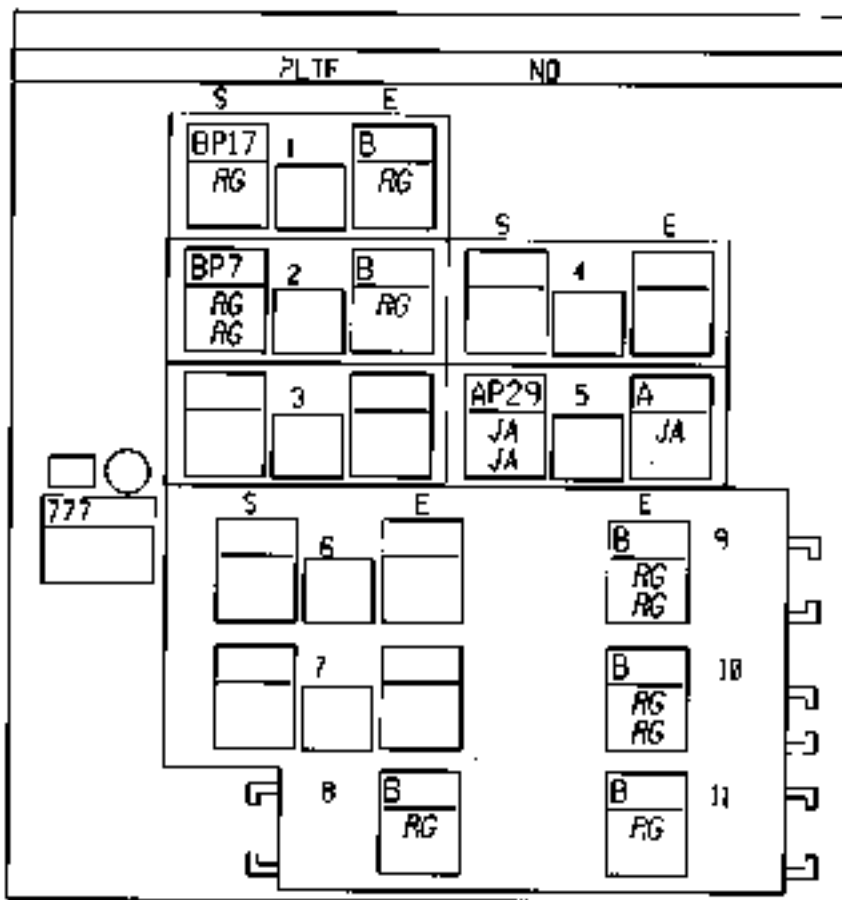 PLTF NO
S E
BP17 1 B
RG RG
S E
BP7 2 B 4
RG RG
RG
3 AP29 5 A
JA JA
JA
777
S E E
6 B 9
RG
RG
7 B 10
RG
RG
8 B B 11
RG RG